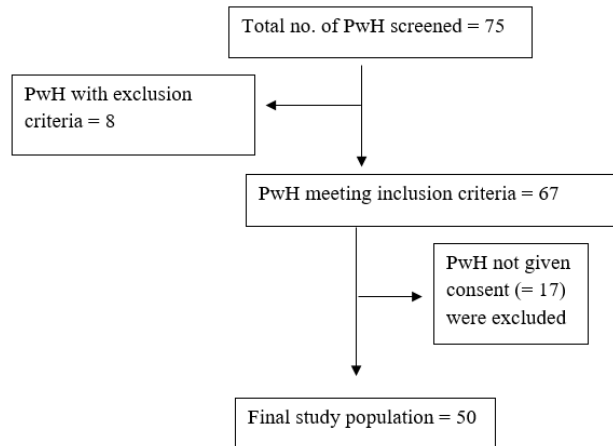 Total no. of PwH screened = 75
PwH with exclusion
criteria = 8
PwH meeting inclusion criteria = 67
PwH not given
consent (= 17)
were excluded
Final study population = 50